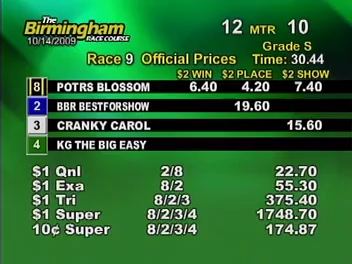 The
Birmingham
RACE COURSE
10/14/2009
12 MTR 10
Grade S
Race 9 Official Prices Time: 30.44
$2 WIN $2 PLACE $2 SHOW
8 POTRS BLOSSOM 6.40 4.20 7.40
2 BBR BESTFORSHOW 19.60
3 CRANKY CAROL 15.60
4 KG THE BIG EASY
$1 Qnl 2/8 22.70
$1 Exa 8/2 55.30
$1 Tri 8/2/3 375.40
$1 Super 8/2/3/4 1748.70
10¢ Super 8/2/3/4 174.87